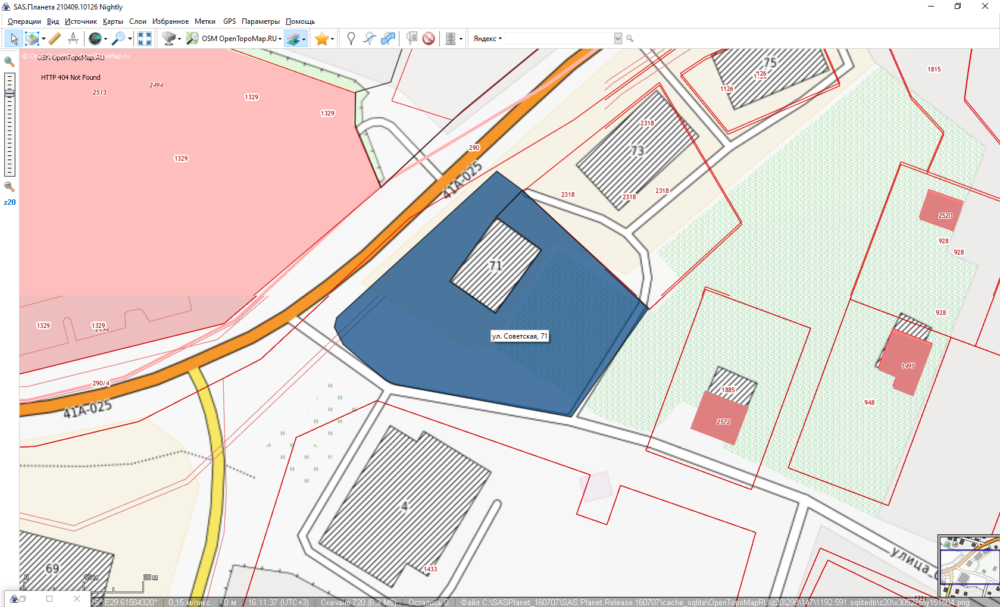 SAS.Планета 210409.10126 Nightly
Операции Вид Источник Карты Слои Избранное Метки GPS Параметры Помощь
OSM OpenTopoMap.RU
Яндекс
OSM OpenTopoMap.RU
HTTP 404 Not Found
z20
2513
2494
1329
1329
1329
290
41А-025
75
1126
1126
1815
2318
73
2318
2318
2318
2520
928
928
71
ул. Советская, 71
928
1329
1329
2494
290/4
41А-025
1495
1885
948
2572
4
1433
69
улица
0 15 м 30 м
15° E29.61584320° 0,15 м/пикс. 0 м 16:11:37 (UTC+3) Скачано 720 (6,3 Мб) Осталось 0 Файл C:\SASPlanet_160707\SAS.Planet.Release.160707\cache_sqlite\OpenTopoMapRU\z20\298\147\1192.591.sqlitedb\z20\x305275\y151504.png